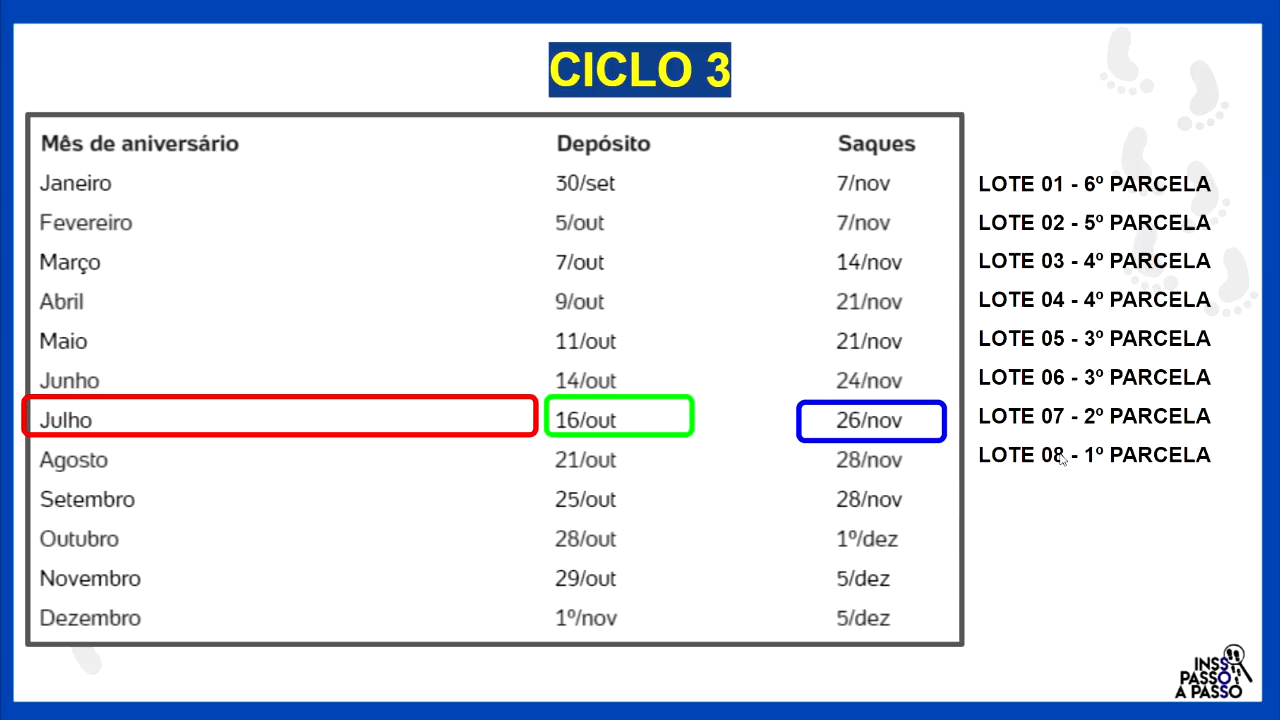 CICLO 3
Mês de aniversário Depósito Saques
Janeiro 30/set 7/nov LOTE 01 - 6º PARCELA
Fevereiro 5/out 7/nov LOTE 02 - 5º PARCELA
Março 7/out 14/nov LOTE 03 - 4º PARCELA
Abril 9/out 21/nov LOTE 04 - 4º PARCELA
Maio 11/out 21/nov LOTE 05 - 3º PARCELA
Junho 14/out 24/nov LOTE 06 - 3º PARCELA
Julho 16/out 26/nov LOTE 07 - 2º PARCELA
Agosto 21/out 28/nov LOTE 08 - 1º PARCELA
Setembro 25/out 28/nov
Outubro 28/out 1º/dez
Novembro 29/out 5/dez
Dezembro 1º/nov 5/dez
INSS
PASSO
A PASSO